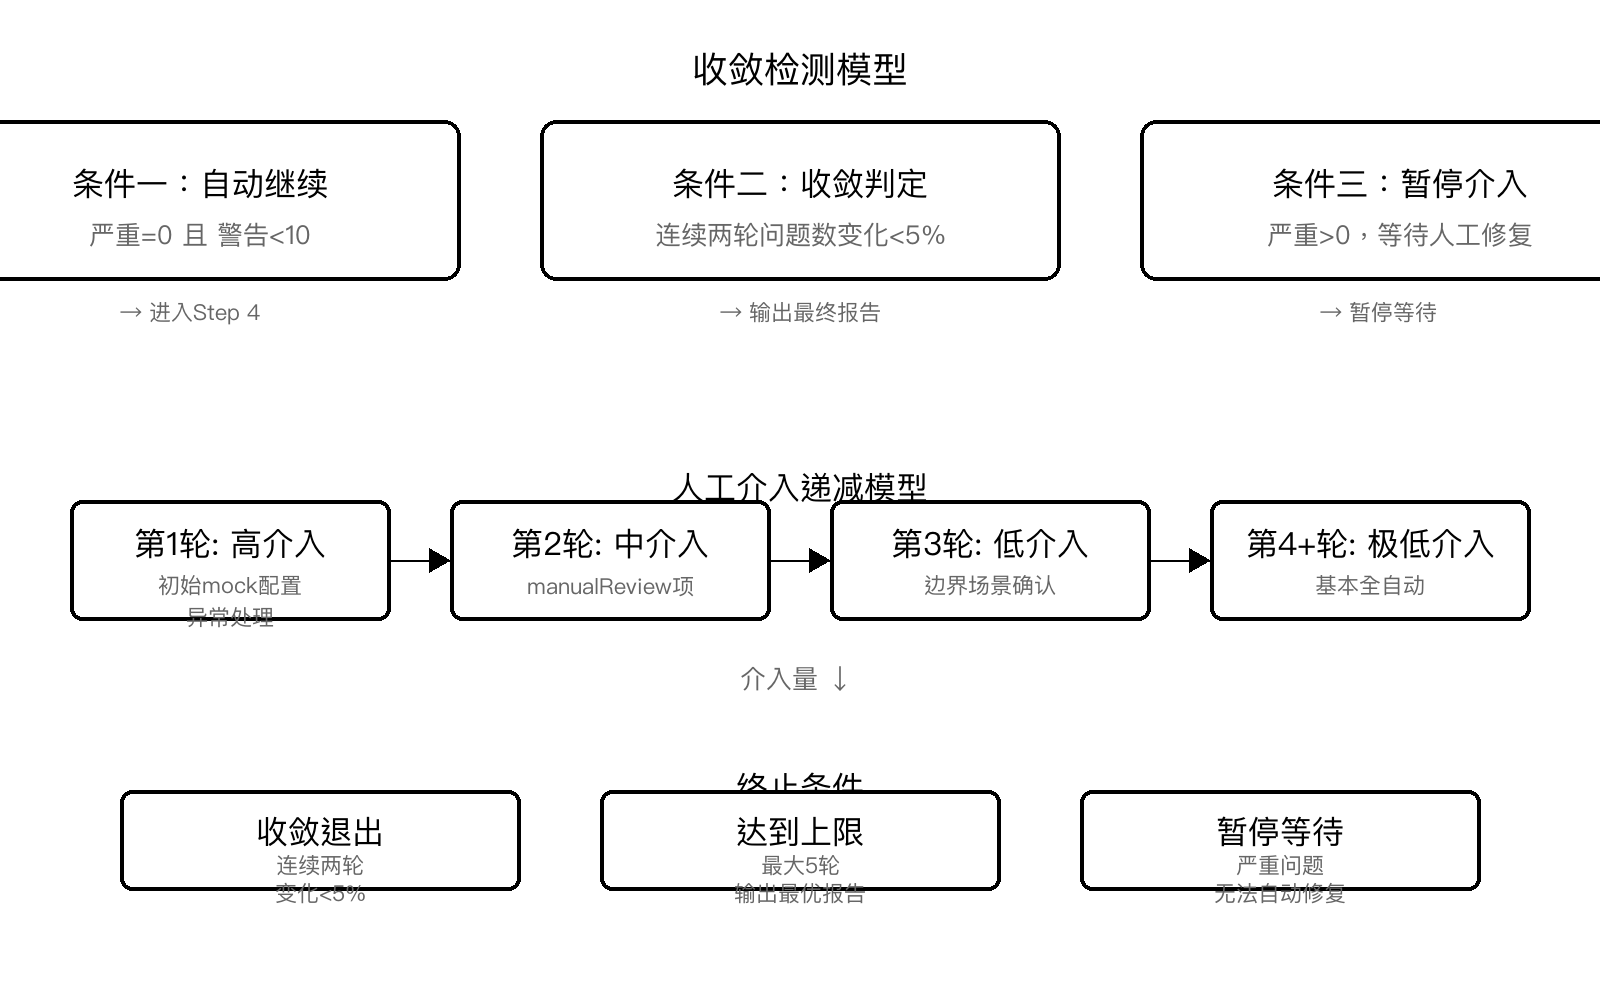 收敛检测模型
条件一：自动继续
严重=0 且 警告<10
→ 进入Step 4
条件二：收敛判定
连续两轮问题数变化<5%
→ 输出最终报告
条件三：暂停介入
严重>0，等待人工修复
→ 暂停等待
人工介入递减模型
第1轮: 高介入
初始mock配置
异常处理
第2轮: 中介入
manualReview项
第3轮: 低介入
边界场景确认
第4+轮: 极低介入
基本全自动
介入量 ↓
终止条件
收敛退出
连续两轮
变化<5%
达到上限
最大5轮
输出最优报告
暂停等待
严重问题
无法自动修复